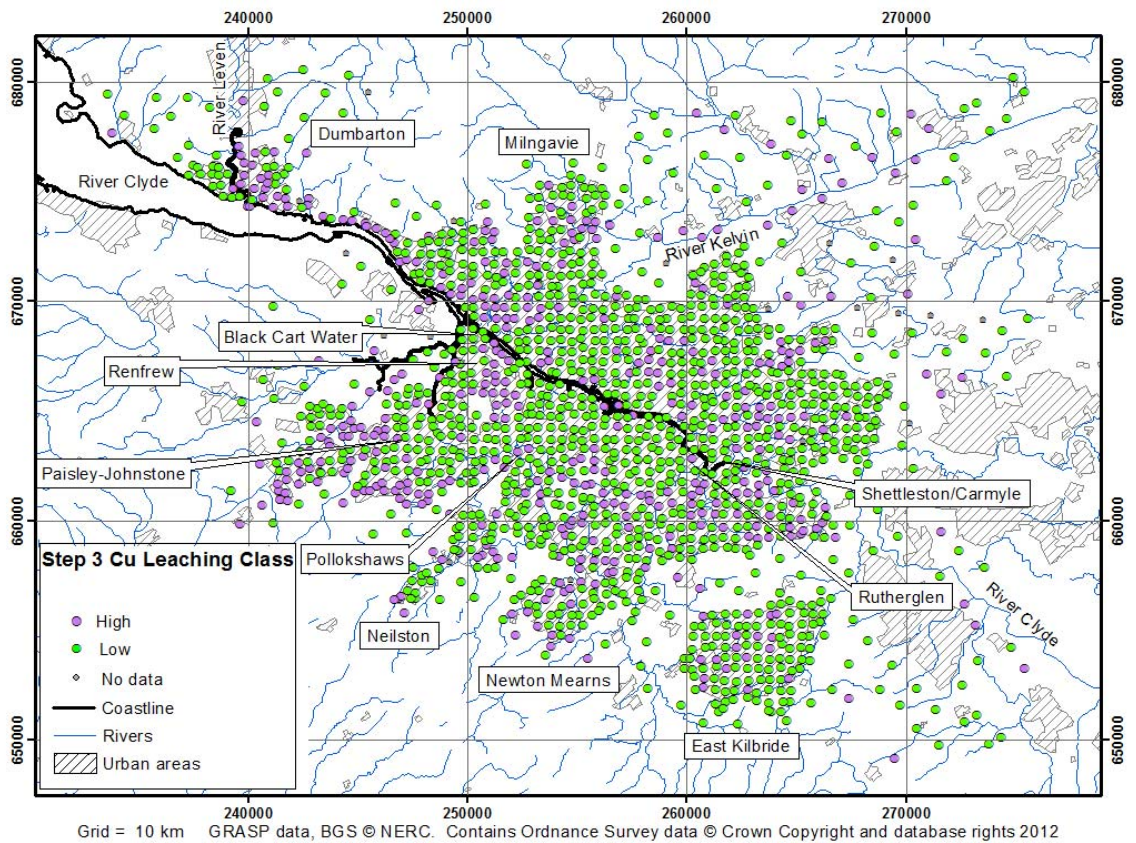 240000 250000 260000 270000
680000 680000
River Leven
Dumbarton
Milngavie
River Clyde
River Kelvin
670000 670000
Black Cart Water
Renfrew
Paisley-Johnstone
Shettleston/Carmyle
660000 660000
Step 3 Cu Leaching Class
Pollokshaws
Rutherglen
High
Low
No data
Coastline
Rivers
Urban areas
River Clyde
Neilston
Newton Mearns
East Kilbride
650000 650000
240000 250000 260000 270000
Grid = 10 km GRASP data, BGS © NERC. Contains Ordnance Survey data © Crown Copyright and database rights 2012